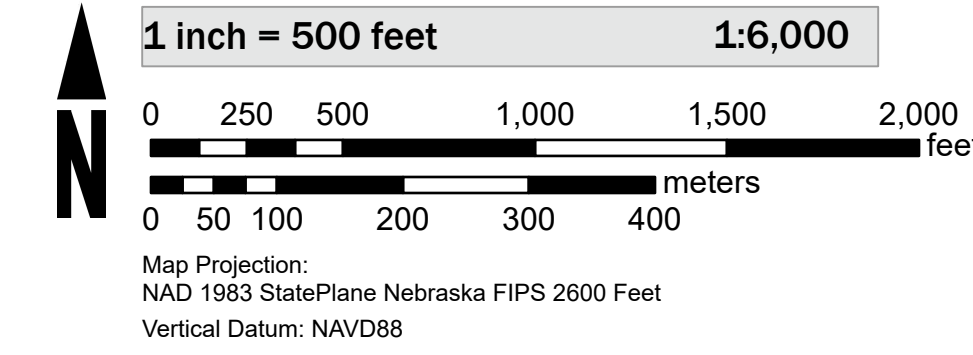 1 inch = 500 feet 1:6,000
0 250 500 1,000 1,500 2,000
feet
meters
0 50 100 200 300 400
N
Map Projection:
NAD 1983 StatePlane Nebraska FIPS 2600 Feet
Vertical Datum: NAVD88